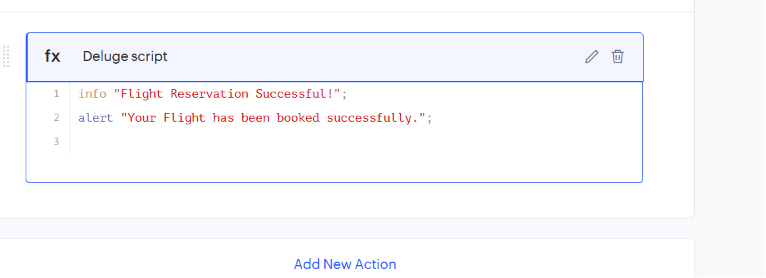 fx Deluge script
1 info "Flight Reservation Successful!";
2 alert "Your Flight has been booked successfully.";
3
Add New Action